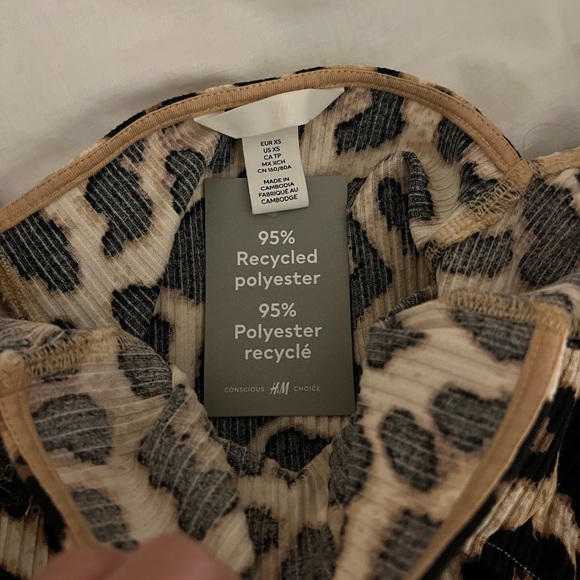 EUR XS
US XS
CA TP
MX XCH
CN 160/80A
MADE IN
CAMBODIA
FABRIQUÉ AU
CAMBODGE
95%
Recycled
polyester
95%
Polyester
recyclé
CONSCIOUS H&M CHOICE